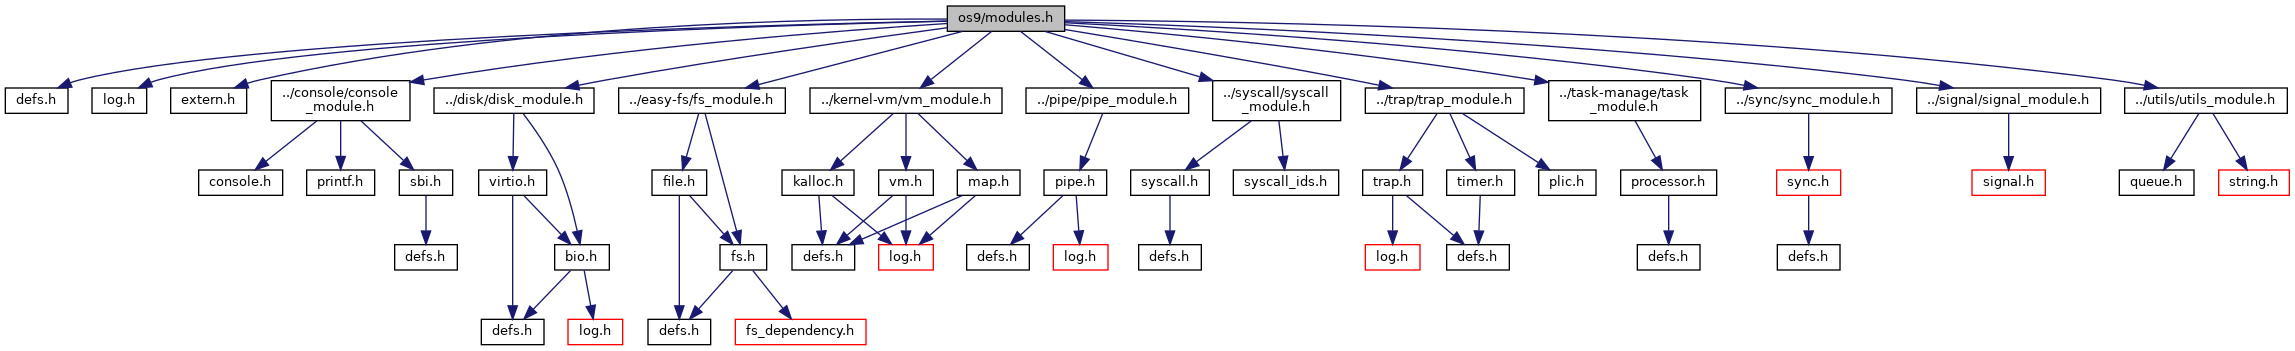 os9/modules.h
defs.h
log.h
extern.h
../console/console
_module.h
../disk/disk_module.h
../easy-fs/fs_module.h
../kernel-vm/vm_module.h
../pipe/pipe_module.h
../syscall/syscall
_module.h
../trap/trap_module.h
../task-manage/task
_module.h
../sync/sync_module.h
../signal/signal_module.h
../utils/utils_module.h
console.h
printf.h
sbi.h
virtio.h
file.h
kalloc.h
vm.h
map.h
pipe.h
syscall.h
syscall_ids.h
trap.h
timer.h
plic.h
processor.h
sync.h
signal.h
queue.h
string.h
defs.h
bio.h
fs.h
defs.h
log.h
defs.h
log.h
defs.h
log.h
defs.h
defs.h
defs.h
defs.h
log.h
defs.h
fs_dependency.h